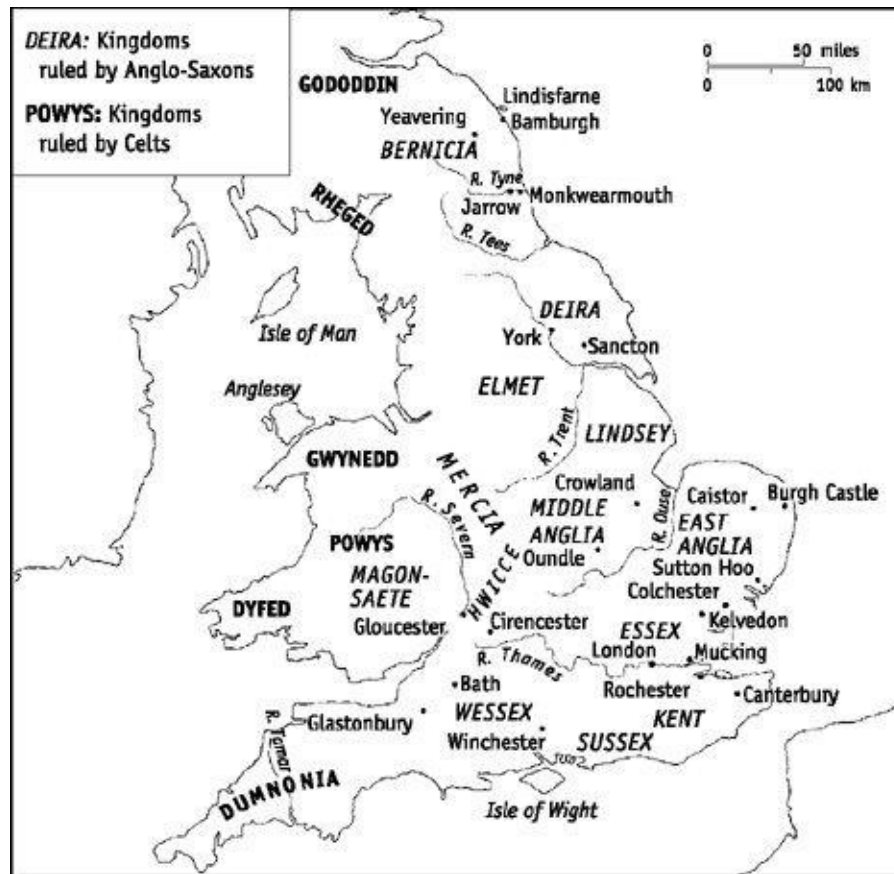 DEIRA: Kingdoms
ruled by Anglo-Saxons
POWYS: Kingdoms
ruled by Celts
0 50 miles
0 100 km
GODODDIN
Lindisfarne
Bamburgh
Yeavering
BERNICIA
R. Tyne
Monkwearmouth
Jarrow
RHEGED
R. Tees
DEIRA
Isle of Man
York
Sancton
ELMET
Anglesey
R. Trent
LINDSEY
GWYNEDD
MERCIA
Crowland
Caistor
Burgh Castle
R. Severn
MIDDLE
ANGLIA
R. Ouse
EAST
ANGLIA
POWYS
Oundle
HWICCE
Sutton Hoo
MAGON-
SAETE
Colchester
DYFED
Kelvedon
Gloucester
Cirencester
ESSEX
London
Mucking
R. Thames
Bath
Rochester
Canterbury
Glastonbury
WESSEX
KENT
R. Tamar
Winchester
SUSSEX
DUMNONIA
Isle of Wight